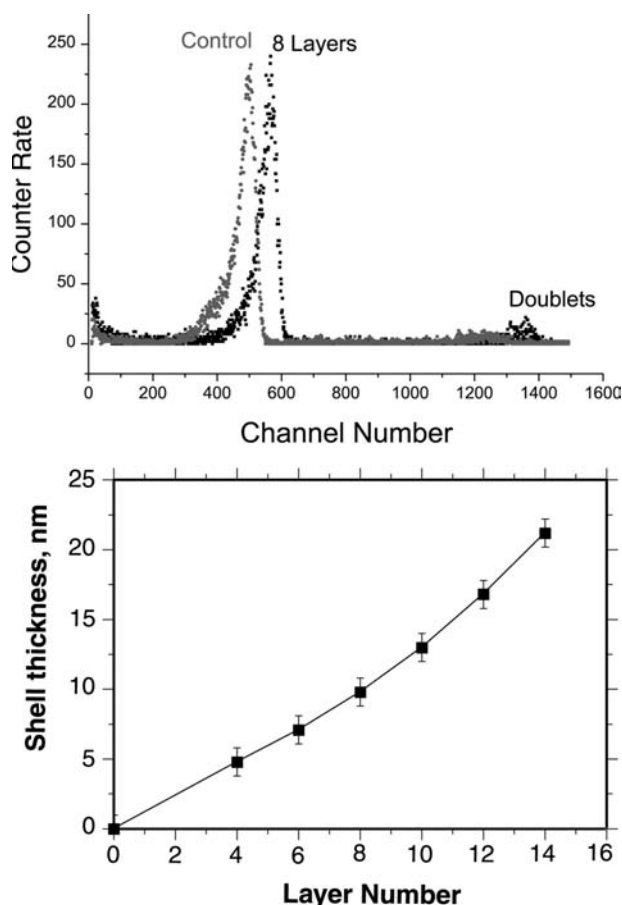 Control
8 Layers
250
200
150
100
50
0
Counter Rate
Doublets
0 200 400 600 800 1000 1200 1400 1600
Channel Number
25
20
15
10
5
0
Shell thickness, nm
0 2 4 6 8 10 12 14 16
Layer Number